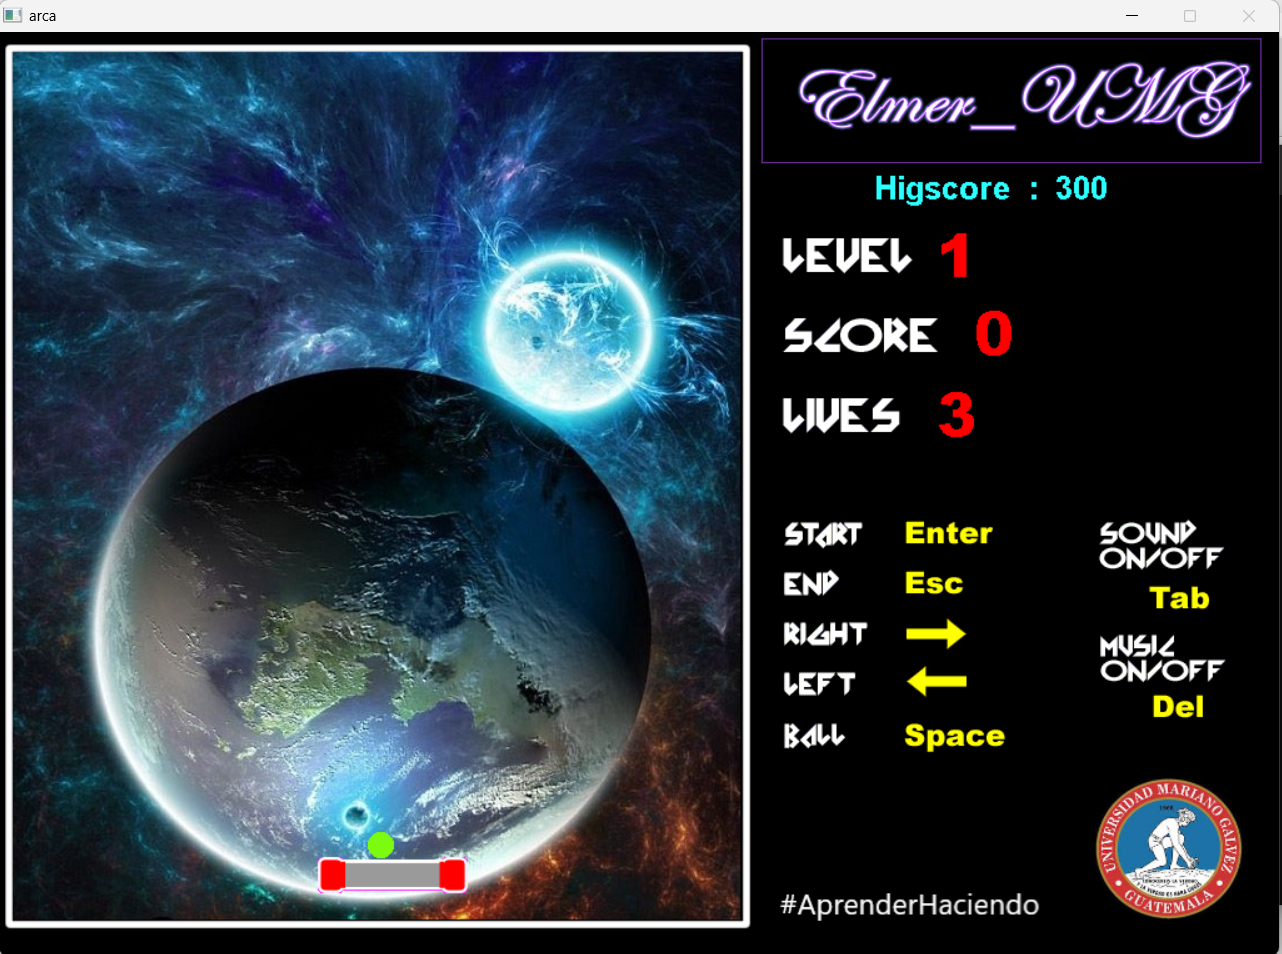 arca
Elmer_UMG
Higscore : 300
LEVEL 1
SCORE 0
LIVES 3
START Enter
END Esc
RIGHT
LEFT
BALL Space
SOUND
ON/OFF
Tab
MUSIC
ON/OFF
Del
#AprenderHaciendo
UNIVERSIDAD MARIANO GALVEZ
GUATEMALA